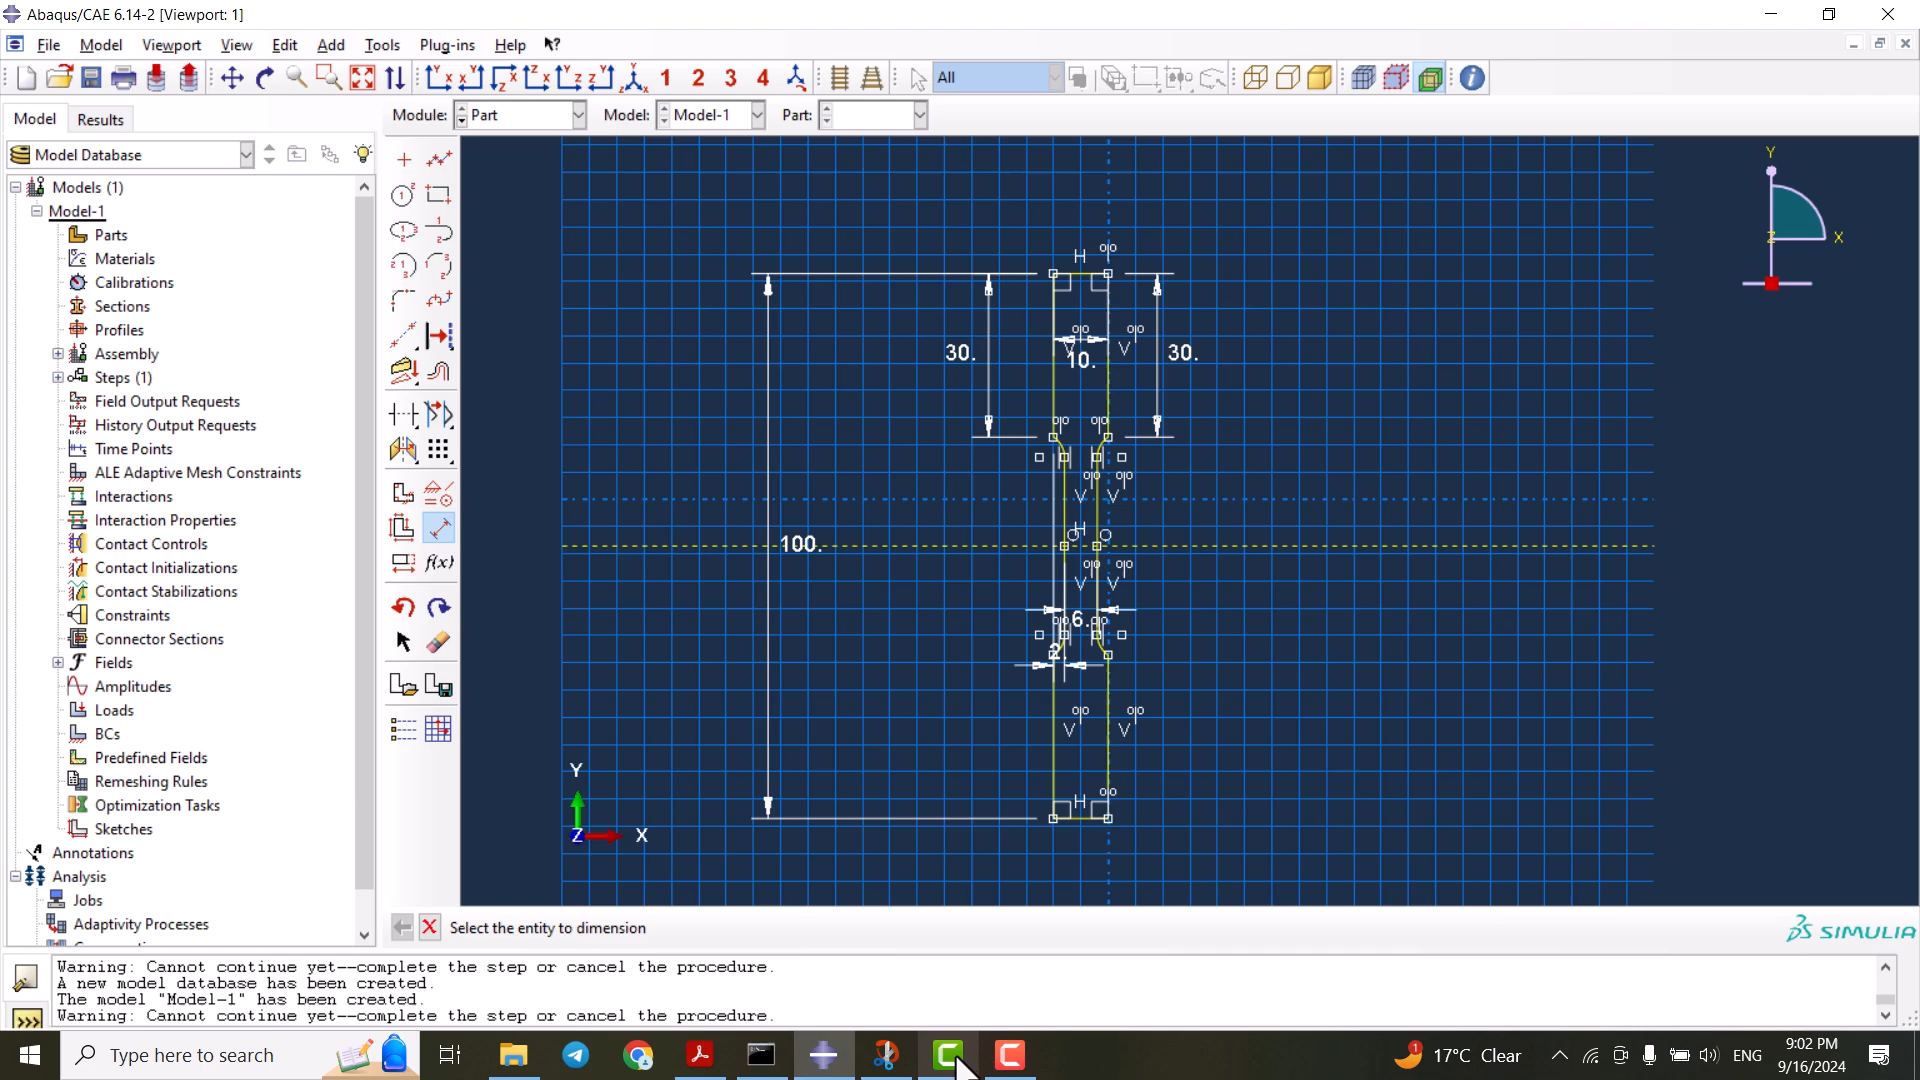 Abaqus/CAE 6.14-2 [Viewport: 1]
File Model Viewport View Edit Add Tools Plug-ins Help
1 2 3 4 All
Module: Part Model: Model-1 Part:
Model Results
Model Database
Models (1)
Model-1
Parts
Materials
Calibrations
Sections
Profiles
Assembly
Steps (1)
Field Output Requests
History Output Requests
Time Points
ALE Adaptive Mesh Constraints
Interactions
Interaction Properties
Contact Controls
Contact Initializations
Contact Stabilizations
Constraints
Connector Sections
Fields
Amplitudes
Loads
BCs
Predefined Fields
Remeshing Rules
Optimization Tasks
Sketches
Annotations
Analysis
Jobs
Adaptivity Processes
f(x)
Y
Z X
H
30. 10. 30.
V V
V V
H
100.
V V
6.
2.
V V
H
Y
Z X
Select the entity to dimension
SIMULIA
Warning: Cannot continue yet--complete the step or cancel the procedure.
A new model database has been created.
The model "Model-1" has been created.
Warning: Cannot continue yet--complete the step or cancel the procedure.
Type here to search
1 17°C Clear
ENG
9:02 PM
9/16/2024